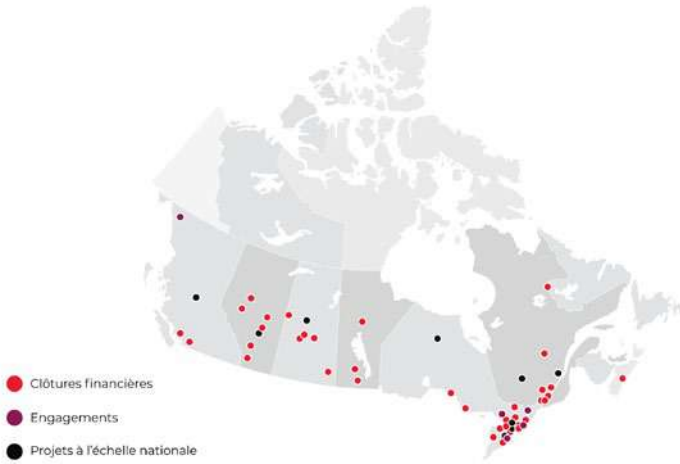 Clôtures financières
Engagements
Projets à l'échelle nationale